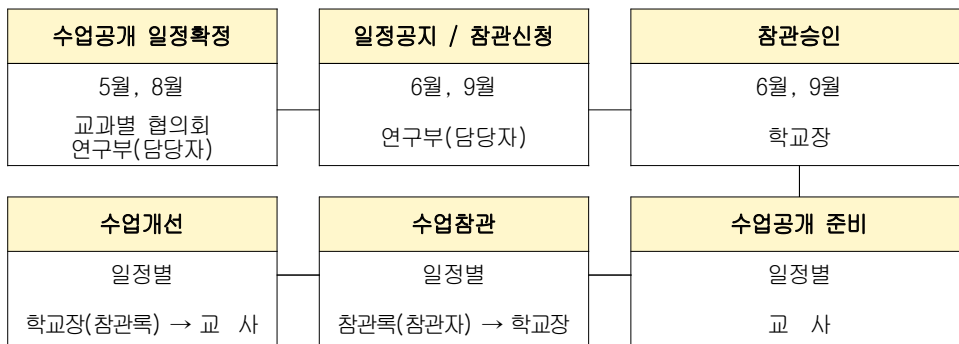 수업공개 일정확정
5월, 8월
교과별 협의회
연구부(담당자)
일정공지 / 참관신청
6월, 9월
연구부(담당자)
참관승인
6월, 9월
학교장
수업공개 준비
일정별
교 사
수업참관
일정별
참관록(참관자) → 학교장
수업개선
일정별
학교장(참관록) → 교 사